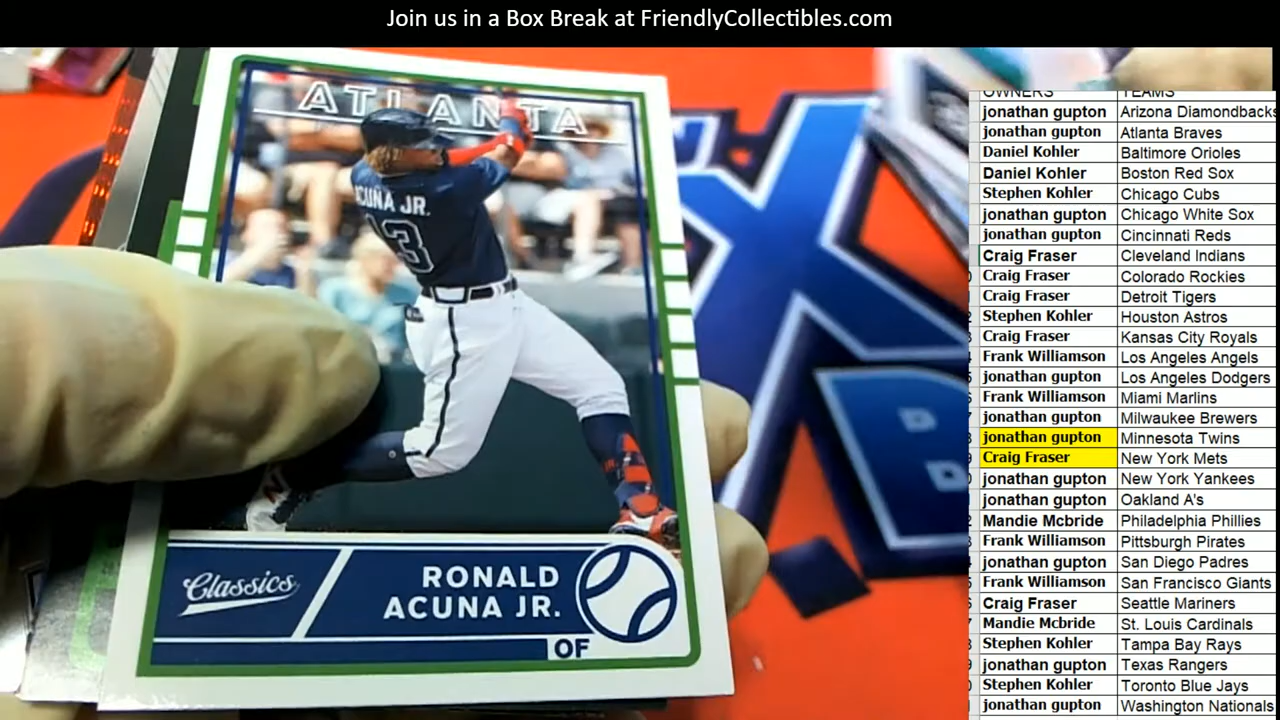 Join us in a Box Break at FriendlyCollectibles.com
ATLANTA
ACUNA JR.
13
Classics
RONALD
ACUNA JR.
OF
OWNERS TEAMS
jonathan gupton Arizona Diamondbacks
jonathan gupton Atlanta Braves
Daniel Kohler Baltimore Orioles
Daniel Kohler Boston Red Sox
Stephen Kohler Chicago Cubs
jonathan gupton Chicago White Sox
jonathan gupton Cincinnati Reds
Craig Fraser Cleveland Indians
Craig Fraser Colorado Rockies
Craig Fraser Detroit Tigers
Stephen Kohler Houston Astros
Craig Fraser Kansas City Royals
Frank Williamson Los Angeles Angels
jonathan gupton Los Angeles Dodgers
Frank Williamson Miami Marlins
jonathan gupton Milwaukee Brewers
jonathan gupton Minnesota Twins
Craig Fraser New York Mets
jonathan gupton New York Yankees
jonathan gupton Oakland A's
Mandie Mcbride Philadelphia Phillies
Frank Williamson Pittsburgh Pirates
jonathan gupton San Diego Padres
Frank Williamson San Francisco Giants
Craig Fraser Seattle Mariners
Mandie Mcbride St. Louis Cardinals
Stephen Kohler Tampa Bay Rays
jonathan gupton Texas Rangers
Stephen Kohler Toronto Blue Jays
jonathan gupton Washington Nationals